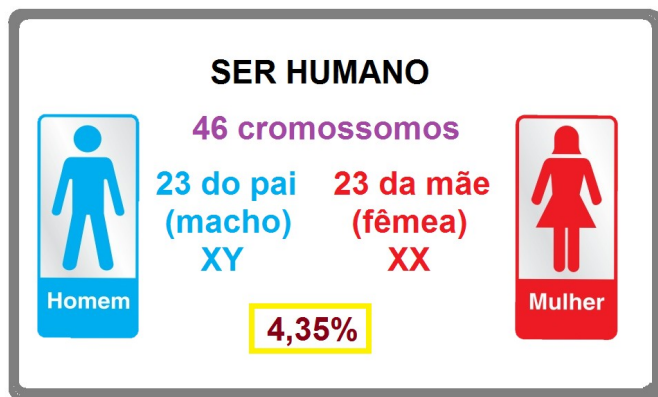 SER HUMANO
46 cromossomos
23 do pai
(macho)
XY
23 da mãe
(fêmea)
XX
Homem
Mulher
4,35%